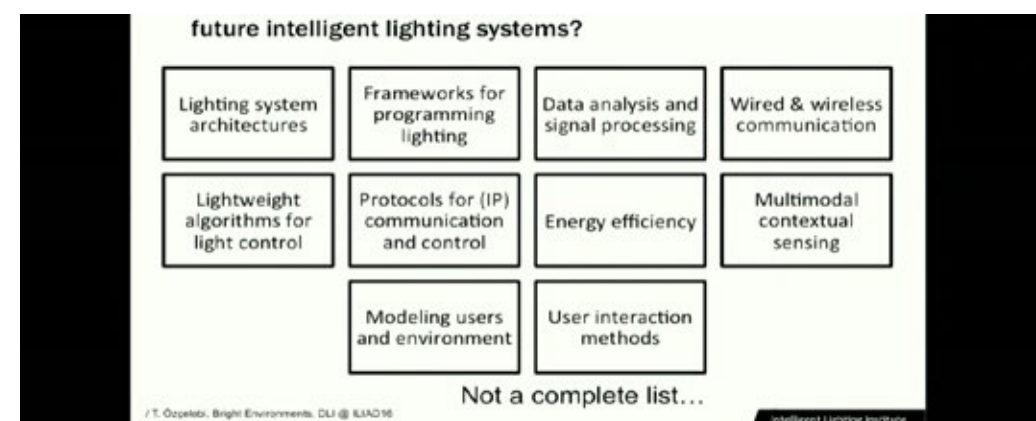 future intelligent lighting systems?
Lighting system
architectures
Frameworks for
programming
lighting
Data analysis and
signal processing
Wired & wireless
communication
Lightweight
algorithms for
light control
Protocols for (IP)
communication
and control
Energy efficiency
Multimodal
contextual
sensing
Modeling users
and environment
User interaction
methods
Not a complete list...
/ T. Özçelebi, Bright Environments, DLI @ ILIAD16
Intelligent Lighting Institute